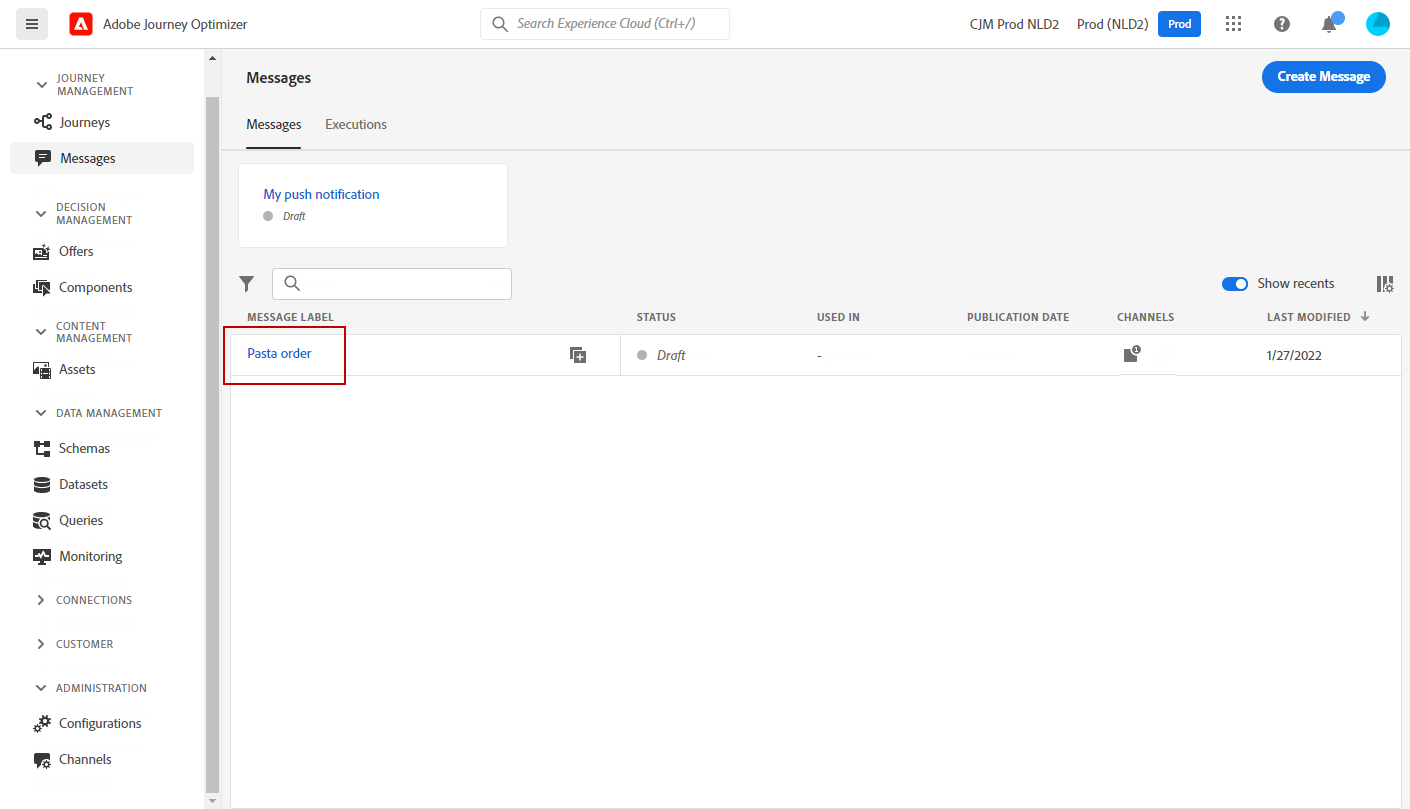 Adobe Journey Optimizer
Search Experience Cloud (Ctrl+/)
CJM Prod NLD2
Prod (NLD2)
Prod
JOURNEY
MANAGEMENT
Journeys
Messages
DECISION
MANAGEMENT
Offers
Components
CONTENT
MANAGEMENT
Assets
DATA MANAGEMENT
Schemas
Datasets
Queries
Monitoring
CONNECTIONS
CUSTOMER
ADMINISTRATION
Configurations
Channels
Messages
Create Message
Messages
Executions
My push notification
Draft
Show recents
MESSAGE LABEL
STATUS
USED IN
PUBLICATION DATE
CHANNELS
LAST MODIFIED
Pasta order
Draft
-
1
1/27/2022